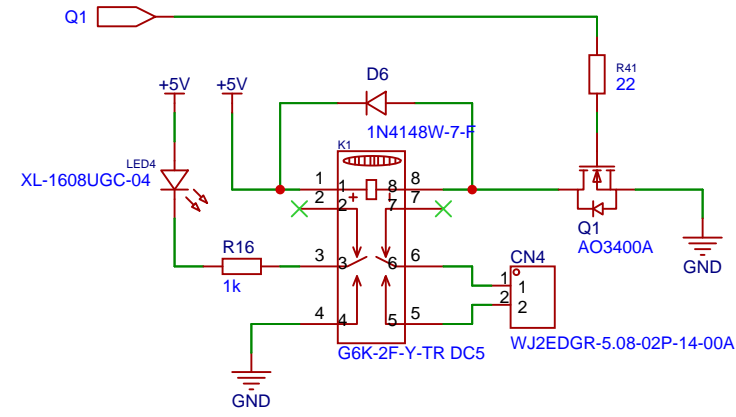 Q1
R41
22
D6
+5V
+5V
1N4148W-7-F
K1
LED4
XL-1608UGC-04
1
1
8
8
+
-
2
2
7
7
Q1
AO3400A
GND
R16
1k
3
3
6
6
CN4
1
1
2
2
4
4
5
5
WJ2EDGR-5.08-02P-14-00A
G6K-2F-Y-TR DC5
GND